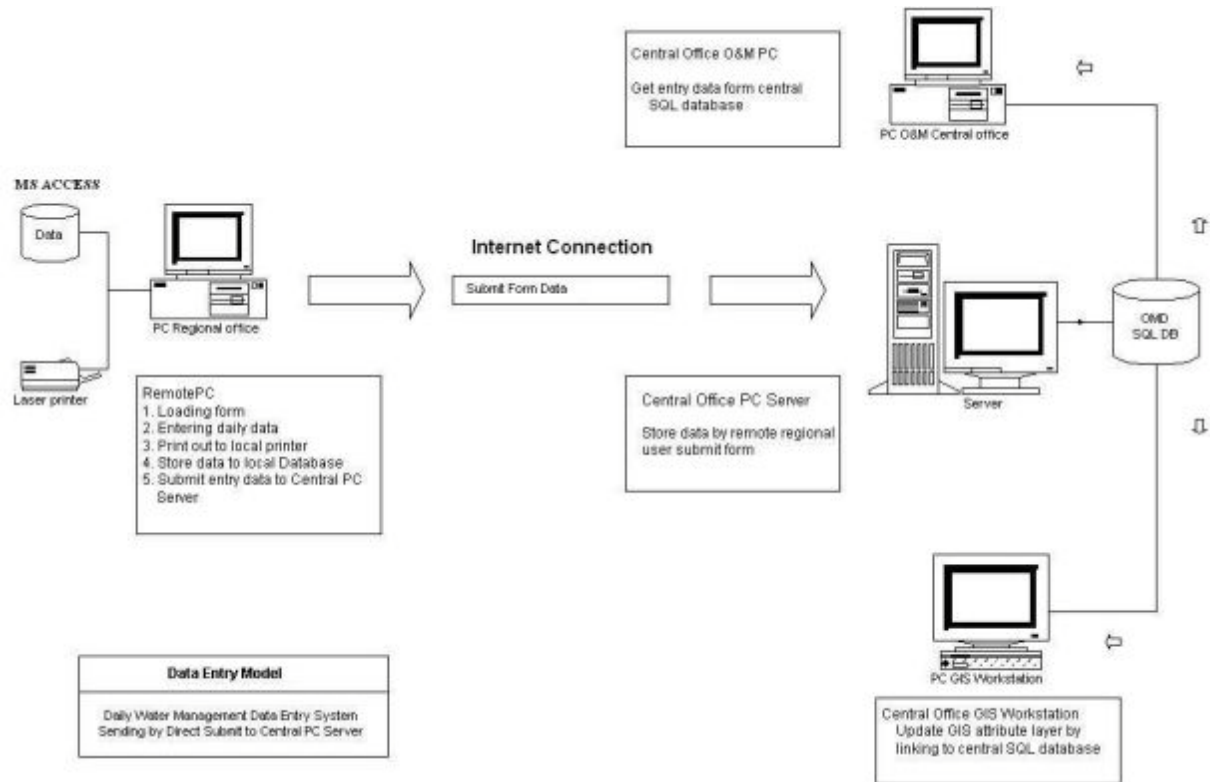 Central Office O&M PC
Get entry data form central
SQL database
PC O&M Central office
MS ACCESS
Data
PC Regional office
Laser printer
Internet Connection
Submit Form Data
OMD
SQL DB
Server
RemotePC
1. Loading form
2. Entering daily data
3. Print out to local printer
4. Store data to local Database
5. Submit entry data to Central PC
Server
Central Office PC Server
Store data by remote regional
user submit form
PC GIS Workstation
Data Entry Model
Daily Water Management Data Entry System
Sending by Direct Submit to Central PC Server
Central Office GIS Workstation
Update GIS attribute layer by
linking to central SQL database